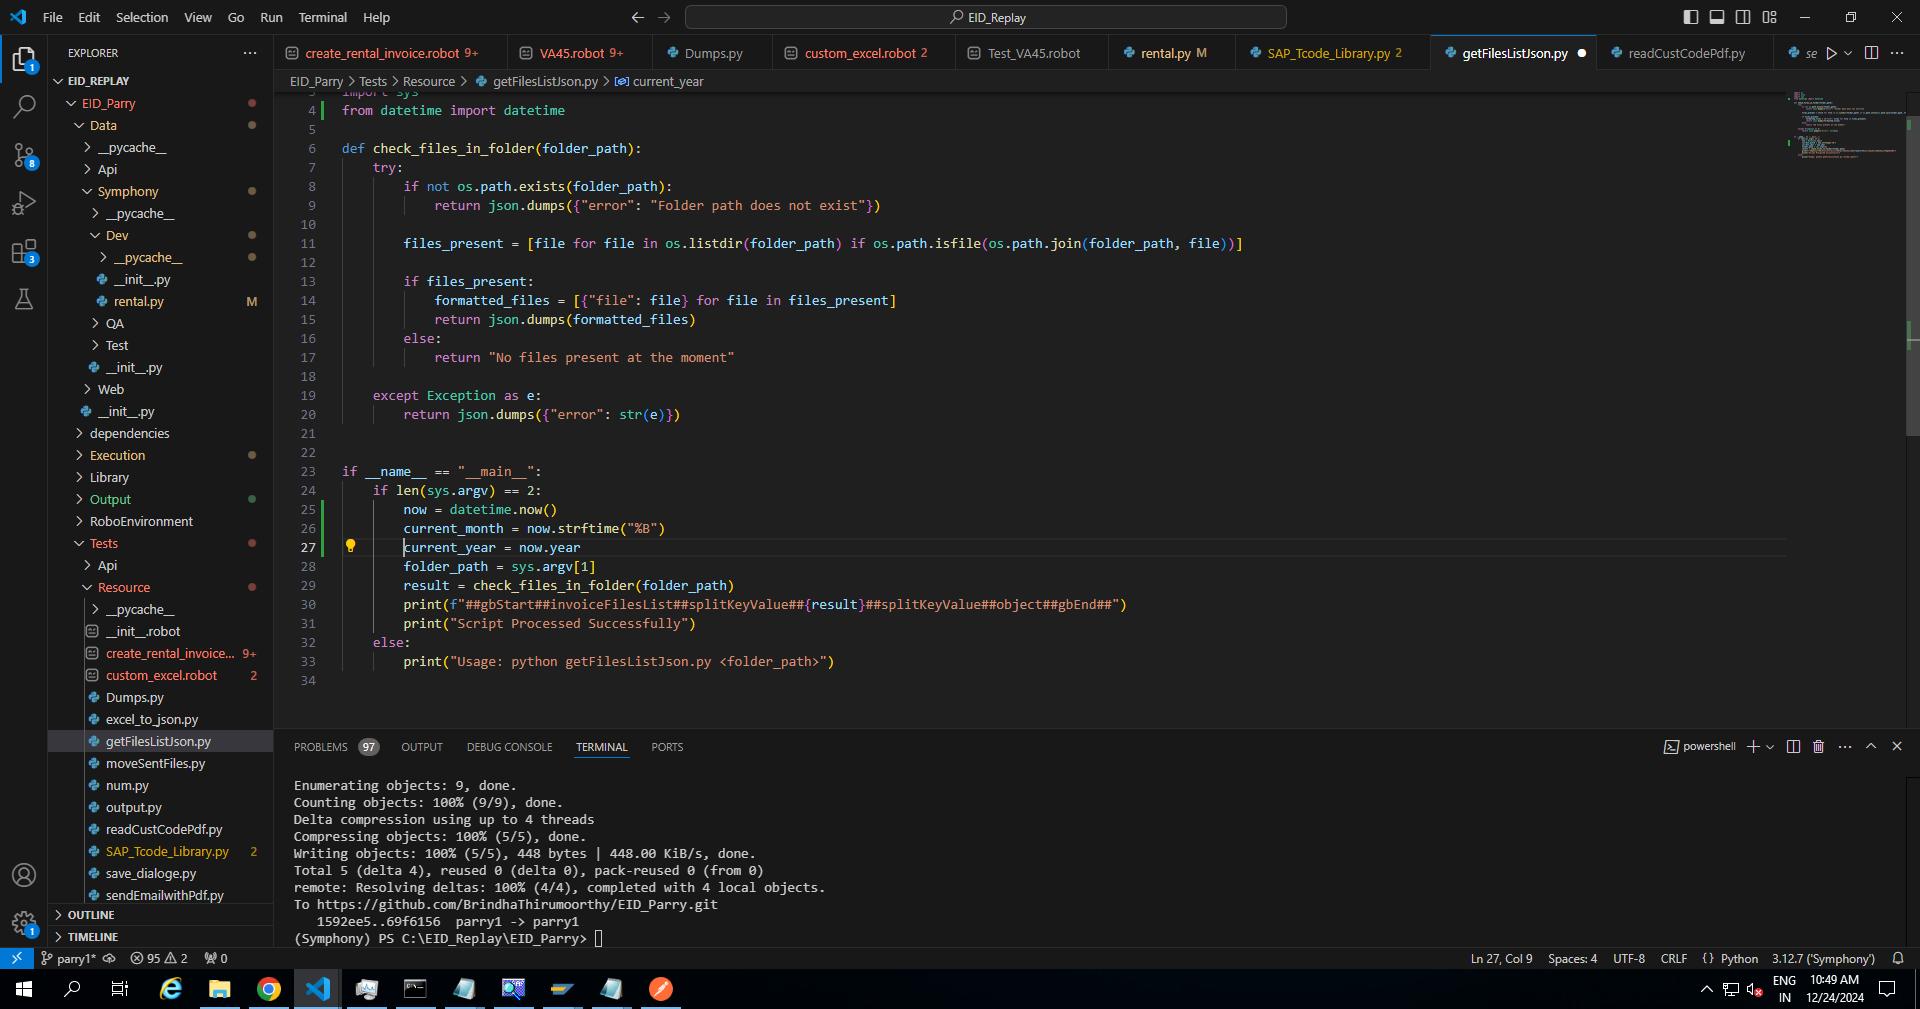 File Edit Selection View Go Run Terminal Help
EID_Replay
EXPLORER
create_rental_invoice.robot 9+
VA45.robot 9+
Dumps.py
custom_excel.robot 2
Test_VA45.robot
rental.py M
SAP_Tcode_Library.py 2
getFilesListJson.py
readCustCodePdf.py
se
EID_Parry > Tests > Resource > getFilesListJson.py > current_year
EID_REPLAY
EID_Parry
Data
__pycache__
Api
Symphony
__pycache__
Dev
__pycache__
__init__.py
rental.py M
QA
Test
__init__.py
Web
__init__.py
dependencies
Execution
Library
Output
RoboEnvironment
Tests
Api
Resource
__pycache__
__init__.robot
create_rental_invoice... 9+
custom_excel.robot 2
Dumps.py
excel_to_json.py
getFilesListJson.py
moveSentFiles.py
num.py
output.py
readCustCodePdf.py
SAP_Tcode_Library.py 2
save_dialoge.py
sendEmailwithPdf.py
OUTLINE
TIMELINE
1
8
3
1
3 import sys
4 from datetime import datetime
5
6 def check_files_in_folder(folder_path):
7 try:
8 if not os.path.exists(folder_path):
9 return json.dumps({"error": "Folder path does not exist"})
10
11 files_present = [file for file in os.listdir(folder_path) if os.path.isfile(os.path.join(folder_path, file))]
12
13 if files_present:
14 formatted_files = [{"file": file} for file in files_present]
15 return json.dumps(formatted_files)
16 else:
17 return "No files present at the moment"
18
19 except Exception as e:
20 return json.dumps({"error": str(e)})
21
22
23 if __name__ == "__main__":
24 if len(sys.argv) == 2:
25 now = datetime.now()
26 current_month = now.strftime("%B")
27 current_year = now.year
28 folder_path = sys.argv[1]
29 result = check_files_in_folder(folder_path)
30 print(f"##gbStart##invoiceFilesList##splitKeyValue##{result}##splitKeyValue##object##gbEnd##")
31 print("Script Processed Successfully")
32 else:
33 print("Usage: python getFilesListJson.py <folder_path>")
34
PROBLEMS 97 OUTPUT DEBUG CONSOLE TERMINAL PORTS
powershell
Enumerating objects: 9, done.
Counting objects: 100% (9/9), done.
Delta compression using up to 4 threads
Compressing objects: 100% (5/5), done.
Writing objects: 100% (5/5), 448 bytes | 448.00 KiB/s, done.
Total 5 (delta 4), reused 0 (delta 0), pack-reused 0 (from 0)
remote: Resolving deltas: 100% (4/4), completed with 4 local objects.
To https://github.com/BrindhaThirumoorthy/EID_Parry.git
1592ee5..69f6156 parry1 -> parry1
(Symphony) PS C:\EID_Replay\EID_Parry>
parry1* 95 2 0
Ln 27, Col 9 Spaces: 4 UTF-8 CRLF {} Python 3.12.7 ('Symphony')
ENG
IN
10:49 AM
12/24/2024